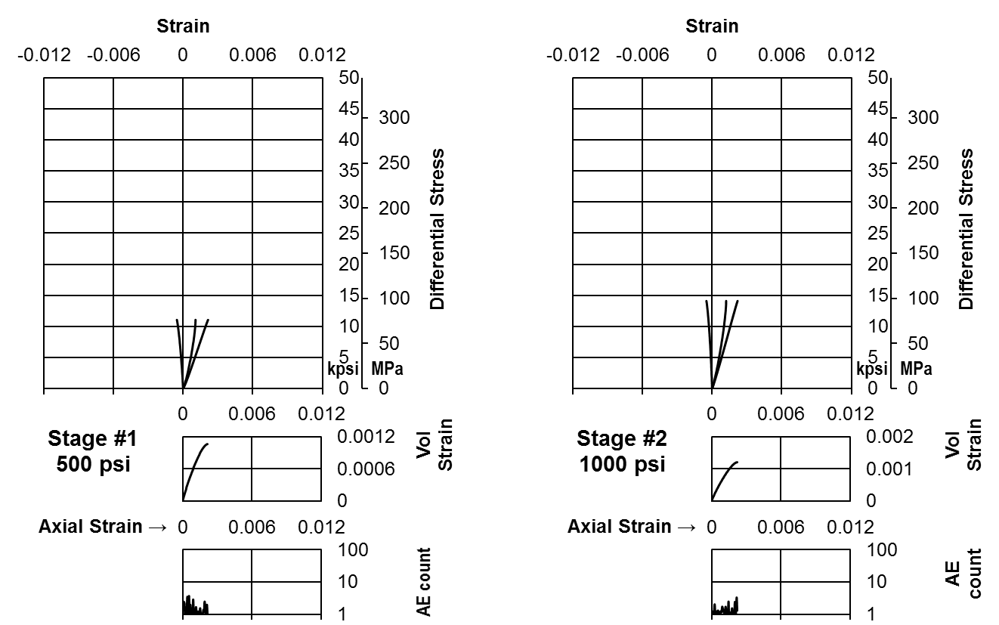 Strain
-0.012 -0.006 0 0.006 0.012
50
45
40
35
30
25
20
15
10
5
kpsi
0
300
250
200
150
100
50
MPa
0
Differential Stress
0 0.006 0.012
Stage #1
500 psi
0.0012
0.0006
0
Vol
Strain
Axial Strain → 0 0.006 0.012
100
10
1
AE count
Strain
-0.012 -0.006 0 0.006 0.012
50
45
40
35
30
25
20
15
10
5
kpsi
0
300
250
200
150
100
50
MPa
0
Differential Stress
0 0.006 0.012
Stage #2
1000 psi
0.002
0.001
0
Vol
Strain
Axial Strain → 0 0.006 0.012
100
10
1
AE
count